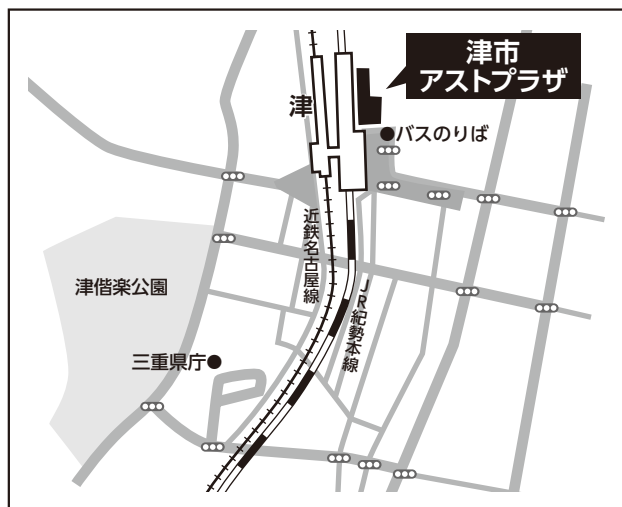 津市
アストプラザ
津
バスのりば
近鉄名古屋線
JR紀勢本線
津偕楽公園
三重県庁